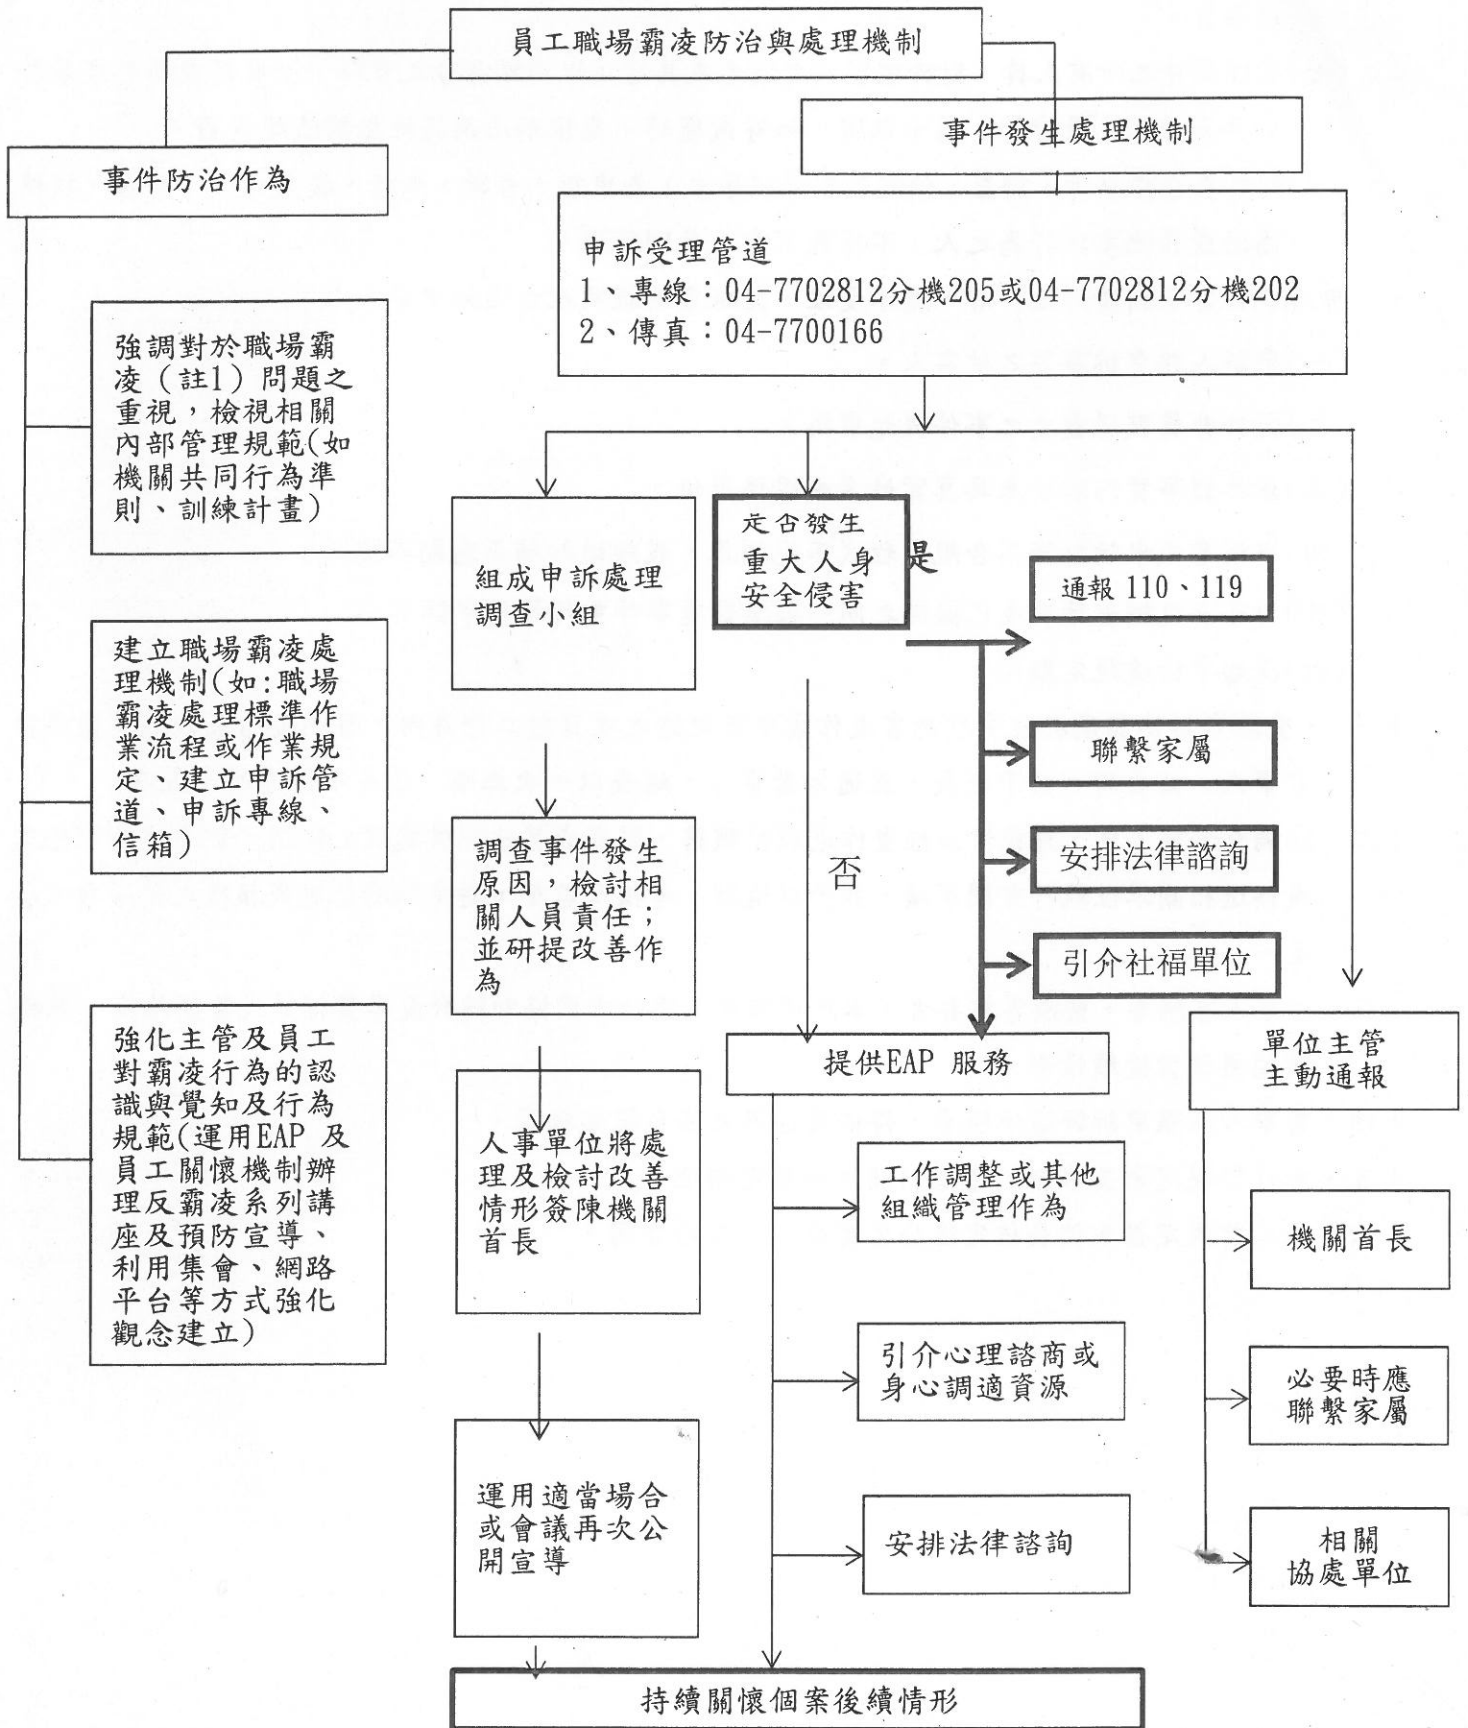 員工職場霸凌防治與處理機制
事件防治作為
強調對於職場霸
凌（註1）問題之
重視，檢視相關
內部管理規範(如
機關共同行為準
則、訓練計畫)
建立職場霸凌處
理機制(如:職場
霸凌處理標準作
業流程或作業規
定、建立申訴管
道、申訴專線、
信箱)
強化主管及員工
對霸凌行為的認
識與覺知及行為
規範(運用EAP 及
員工關懷機制辦
理反霸凌系列講
座及預防宣導、
利用集會、網路
平台等方式強化
觀念建立)
事件發生處理機制
申訴受理管道
1、專線：04-7702812分機205或04-7702812分機202
2、傳真：04-7700166
組成申訴處理
調查小組
調查事件發生
原因，檢討相
關人員責任；
並研提改善作
為
人事單位將處
理及檢討改善
情形簽陳機關
首長
運用適當場合
或會議再次公
開宣導
是否發生
重大人身
安全侵害
是
通報 110、119
聯繫家屬
安排法律諮詢
引介社福單位
否
提供EAP 服務
工作調整或其他
組織管理作為
引介心理諮商或
身心調適資源
安排法律諮詢
單位主管
主動通報
機關首長
必要時應
聯繫家屬
相關
協處單位
持續關懷個案後續情形